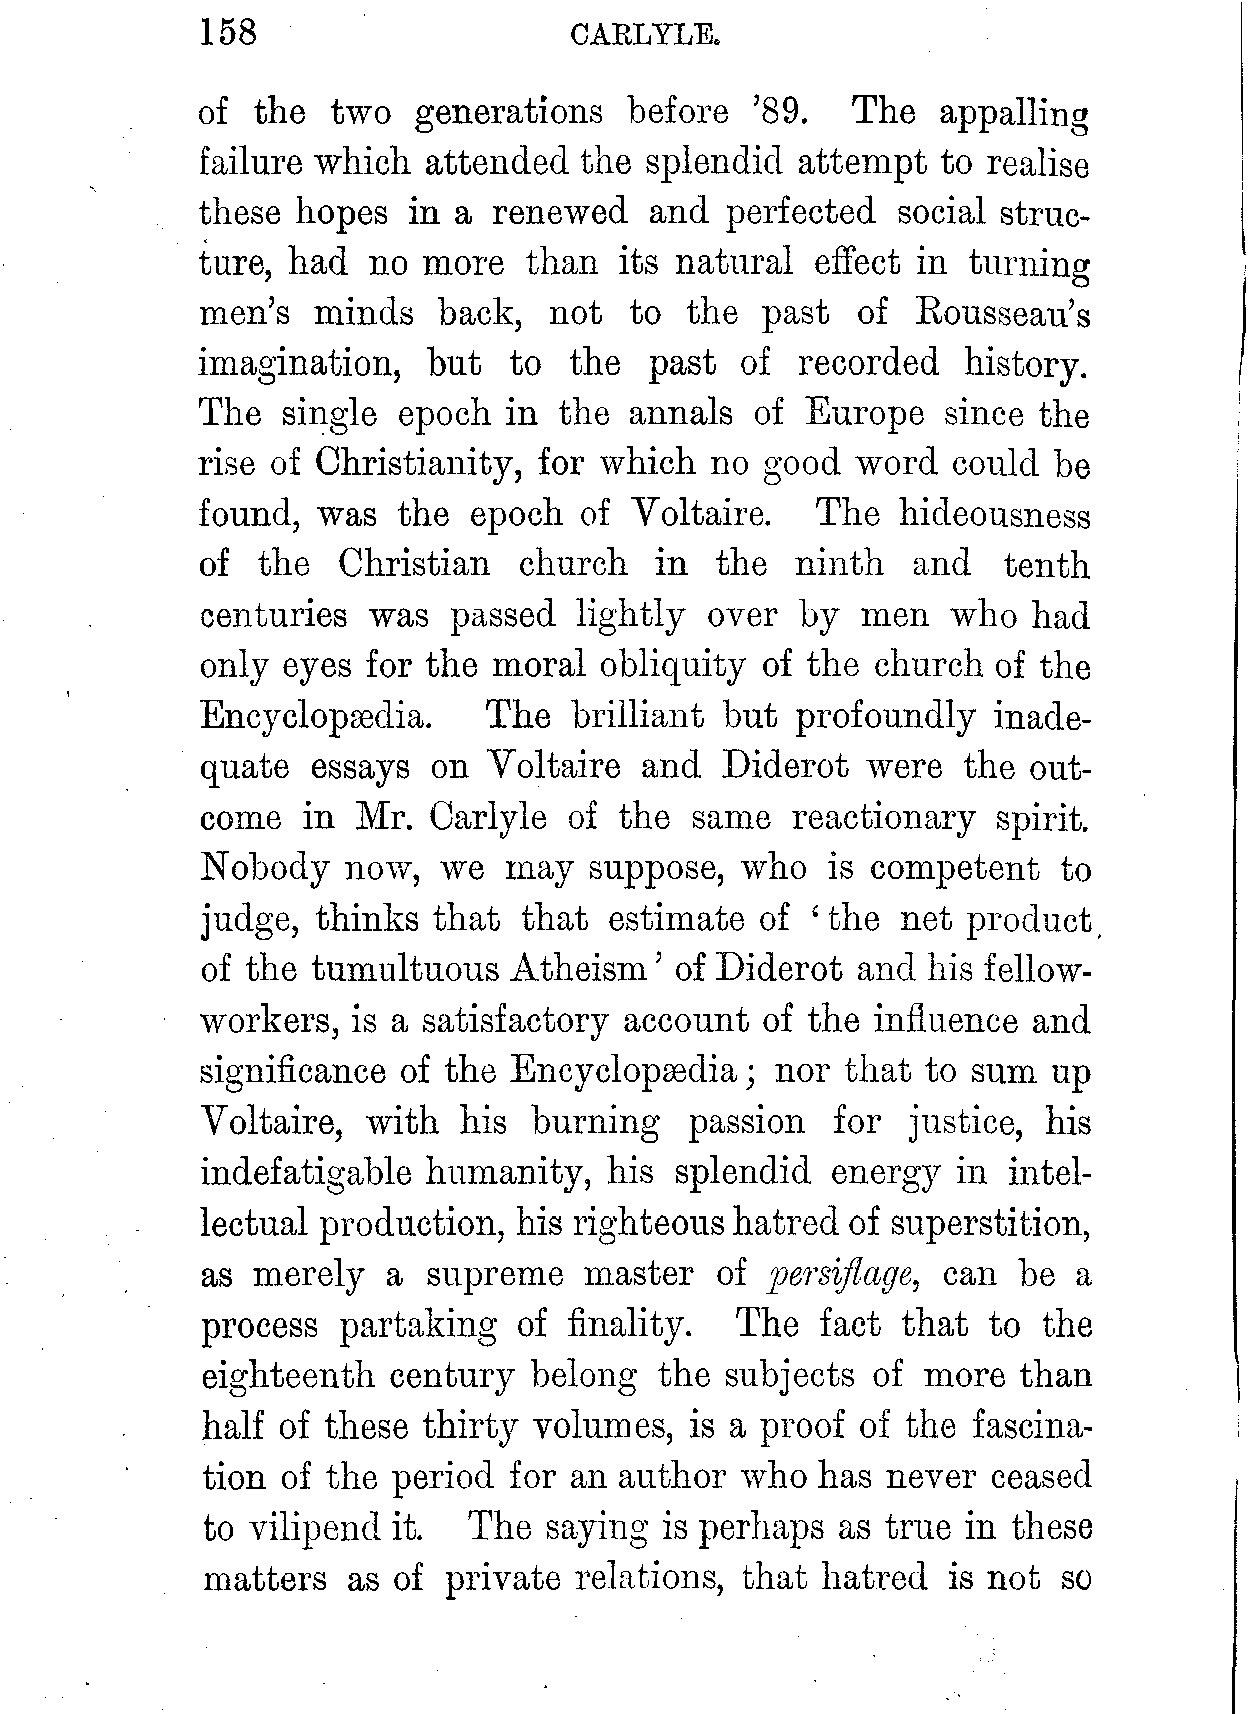 158 CARLYLE.
of the two generations before '89. The appalling
failure which attended the splendid attempt to realise
these hopes in a renewed and perfected social struc-
ture, had no more than its natural effect in turning
men's minds back, not to the past of Rousseau's
imagination, but to the past of recorded history.
The single epoch in the annals of Europe since the
rise of Christianity, for which no good word could be
found, was the epoch of Voltaire. The hideousness
of the Christian church in the ninth and tenth
centuries was passed lightly over by men who had
only eyes for the moral obliquity of the church of the
Encyclopædia. The brilliant but profoundly inade-
quate essays on Voltaire and Diderot were the out-
come in Mr. Carlyle of the same reactionary spirit.
Nobody now, we may suppose, who is competent to
judge, thinks that that estimate of ‘the net product
of the tumultuous Atheism’ of Diderot and his fellow-
workers, is a satisfactory account of the influence and
significance of the Encyclopædia; nor that to sum up
Voltaire, with his burning passion for justice, his
indefatigable humanity, his splendid energy in intel-
lectual production, his righteous hatred of superstition,
as merely a supreme master of persiflage, can be a
process partaking of finality. The fact that to the
eighteenth century belong the subjects of more than
half of these thirty volumes, is a proof of the fascina-
tion of the period for an author who has never ceased
to vilipend it. The saying is perhaps as true in these
matters as of private relations, that hatred is not so